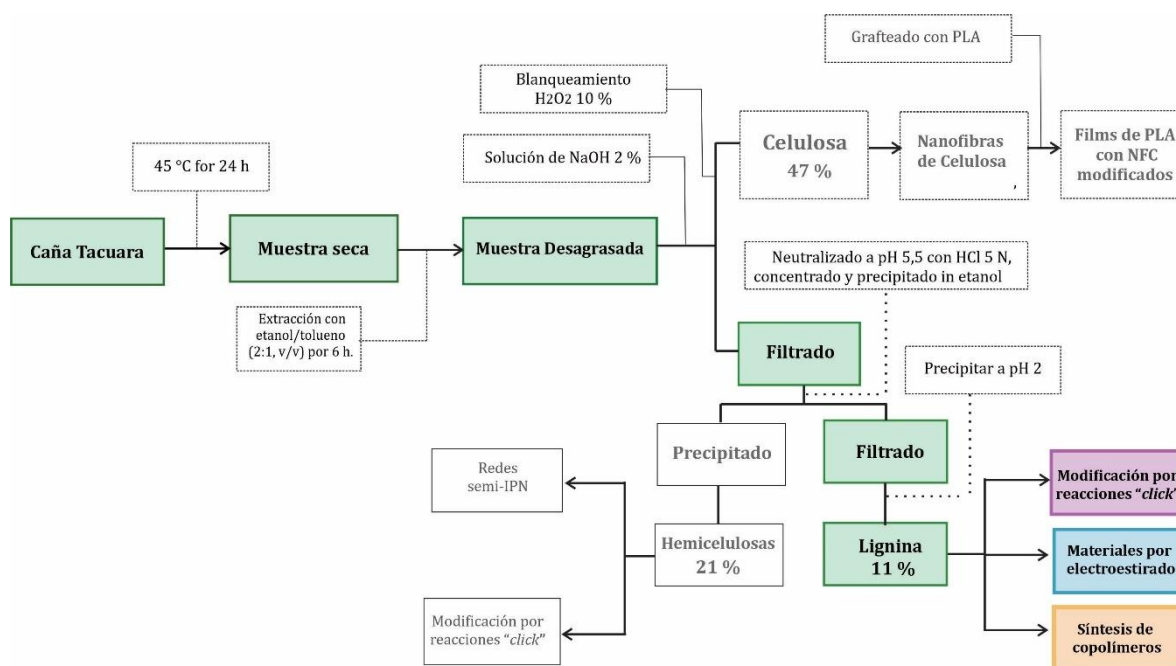 Grafteado con PLA
Blanqueamiento
H2O2 10 %
Celulosa
47 %
Nanofibras
de Celulosa
,
Films de PLA
con NFC
modificados
45 °C for 24 h
Solución de NaOH 2 %
Caña Tacuara
Muestra seca
Muestra Desagrasada
Neutralizado a pH 5,5 con HCl 5 N,
concentrado y precipitado in etanol
Extracción con
etanol/tolueno
(2:1, v/v) por 6 h.
Filtrado
Precipitar a pH 2
Precipitado
Filtrado
Redes
semi-IPN
Hemicelulosas
21 %
Lignina
11 %
Modificación por
reacciones “click”
Modificación por
reacciones “click”
Materiales por
electroestirado
Síntesis de
copolímeros